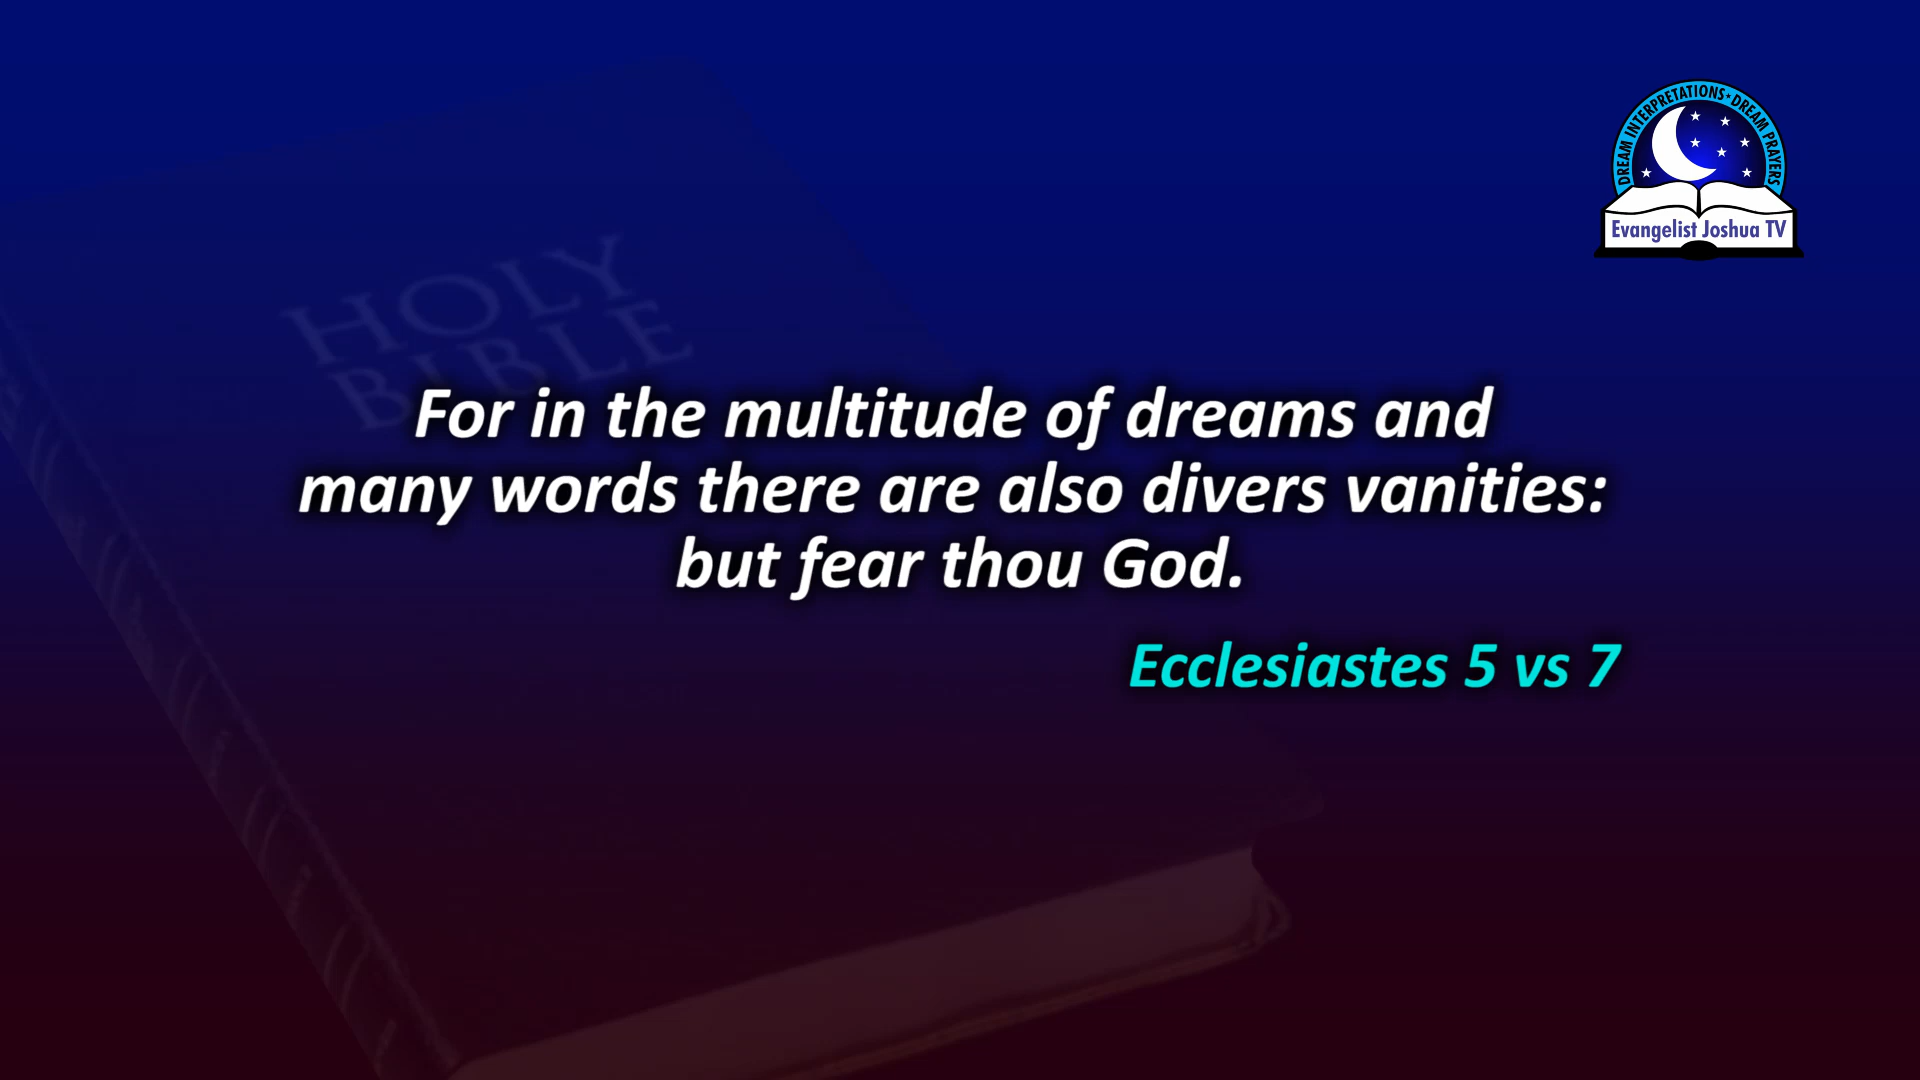 DREAM INTERPRETATIONS★DREAM PRAYERS
Evangelist Joshua TV
HOLY
BIBLE
For in the multitude of dreams and
many words there are also divers vanities:
but fear thou God.
Ecclesiastes 5 vs 7